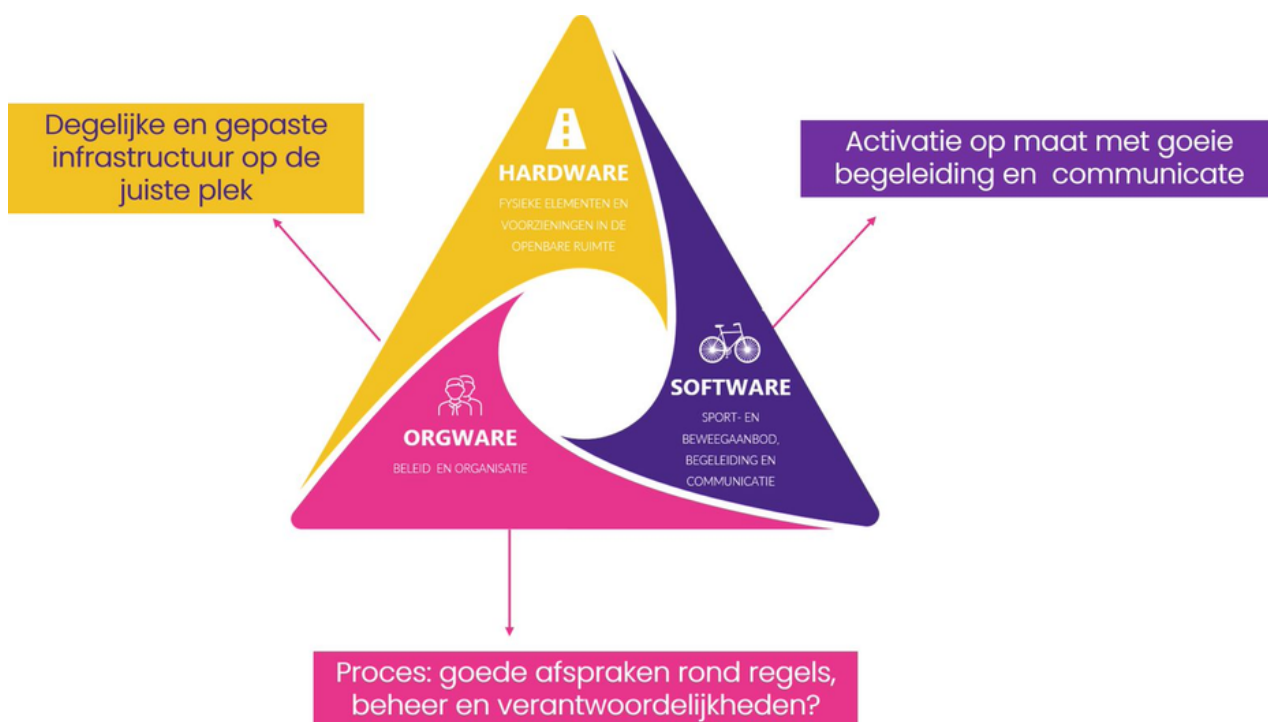 Degelijke en gepaste
infrastructuur op de
juiste plek
HARDWARE
FYSIEKE ELEMENTEN EN
VOORZIENINGEN IN DE
OPENBARE RUIMTE
Activatie op maat met goeie
begeleiding en communicate
SOFTWARE
SPORT- EN
BEWEEGAANBOD,
BEGELEIDING EN
COMMUNICATIE
ORGWARE
BELEID EN ORGANISATIE
Proces: goede afspraken rond regels,
beheer en verantwoordelijkheden?